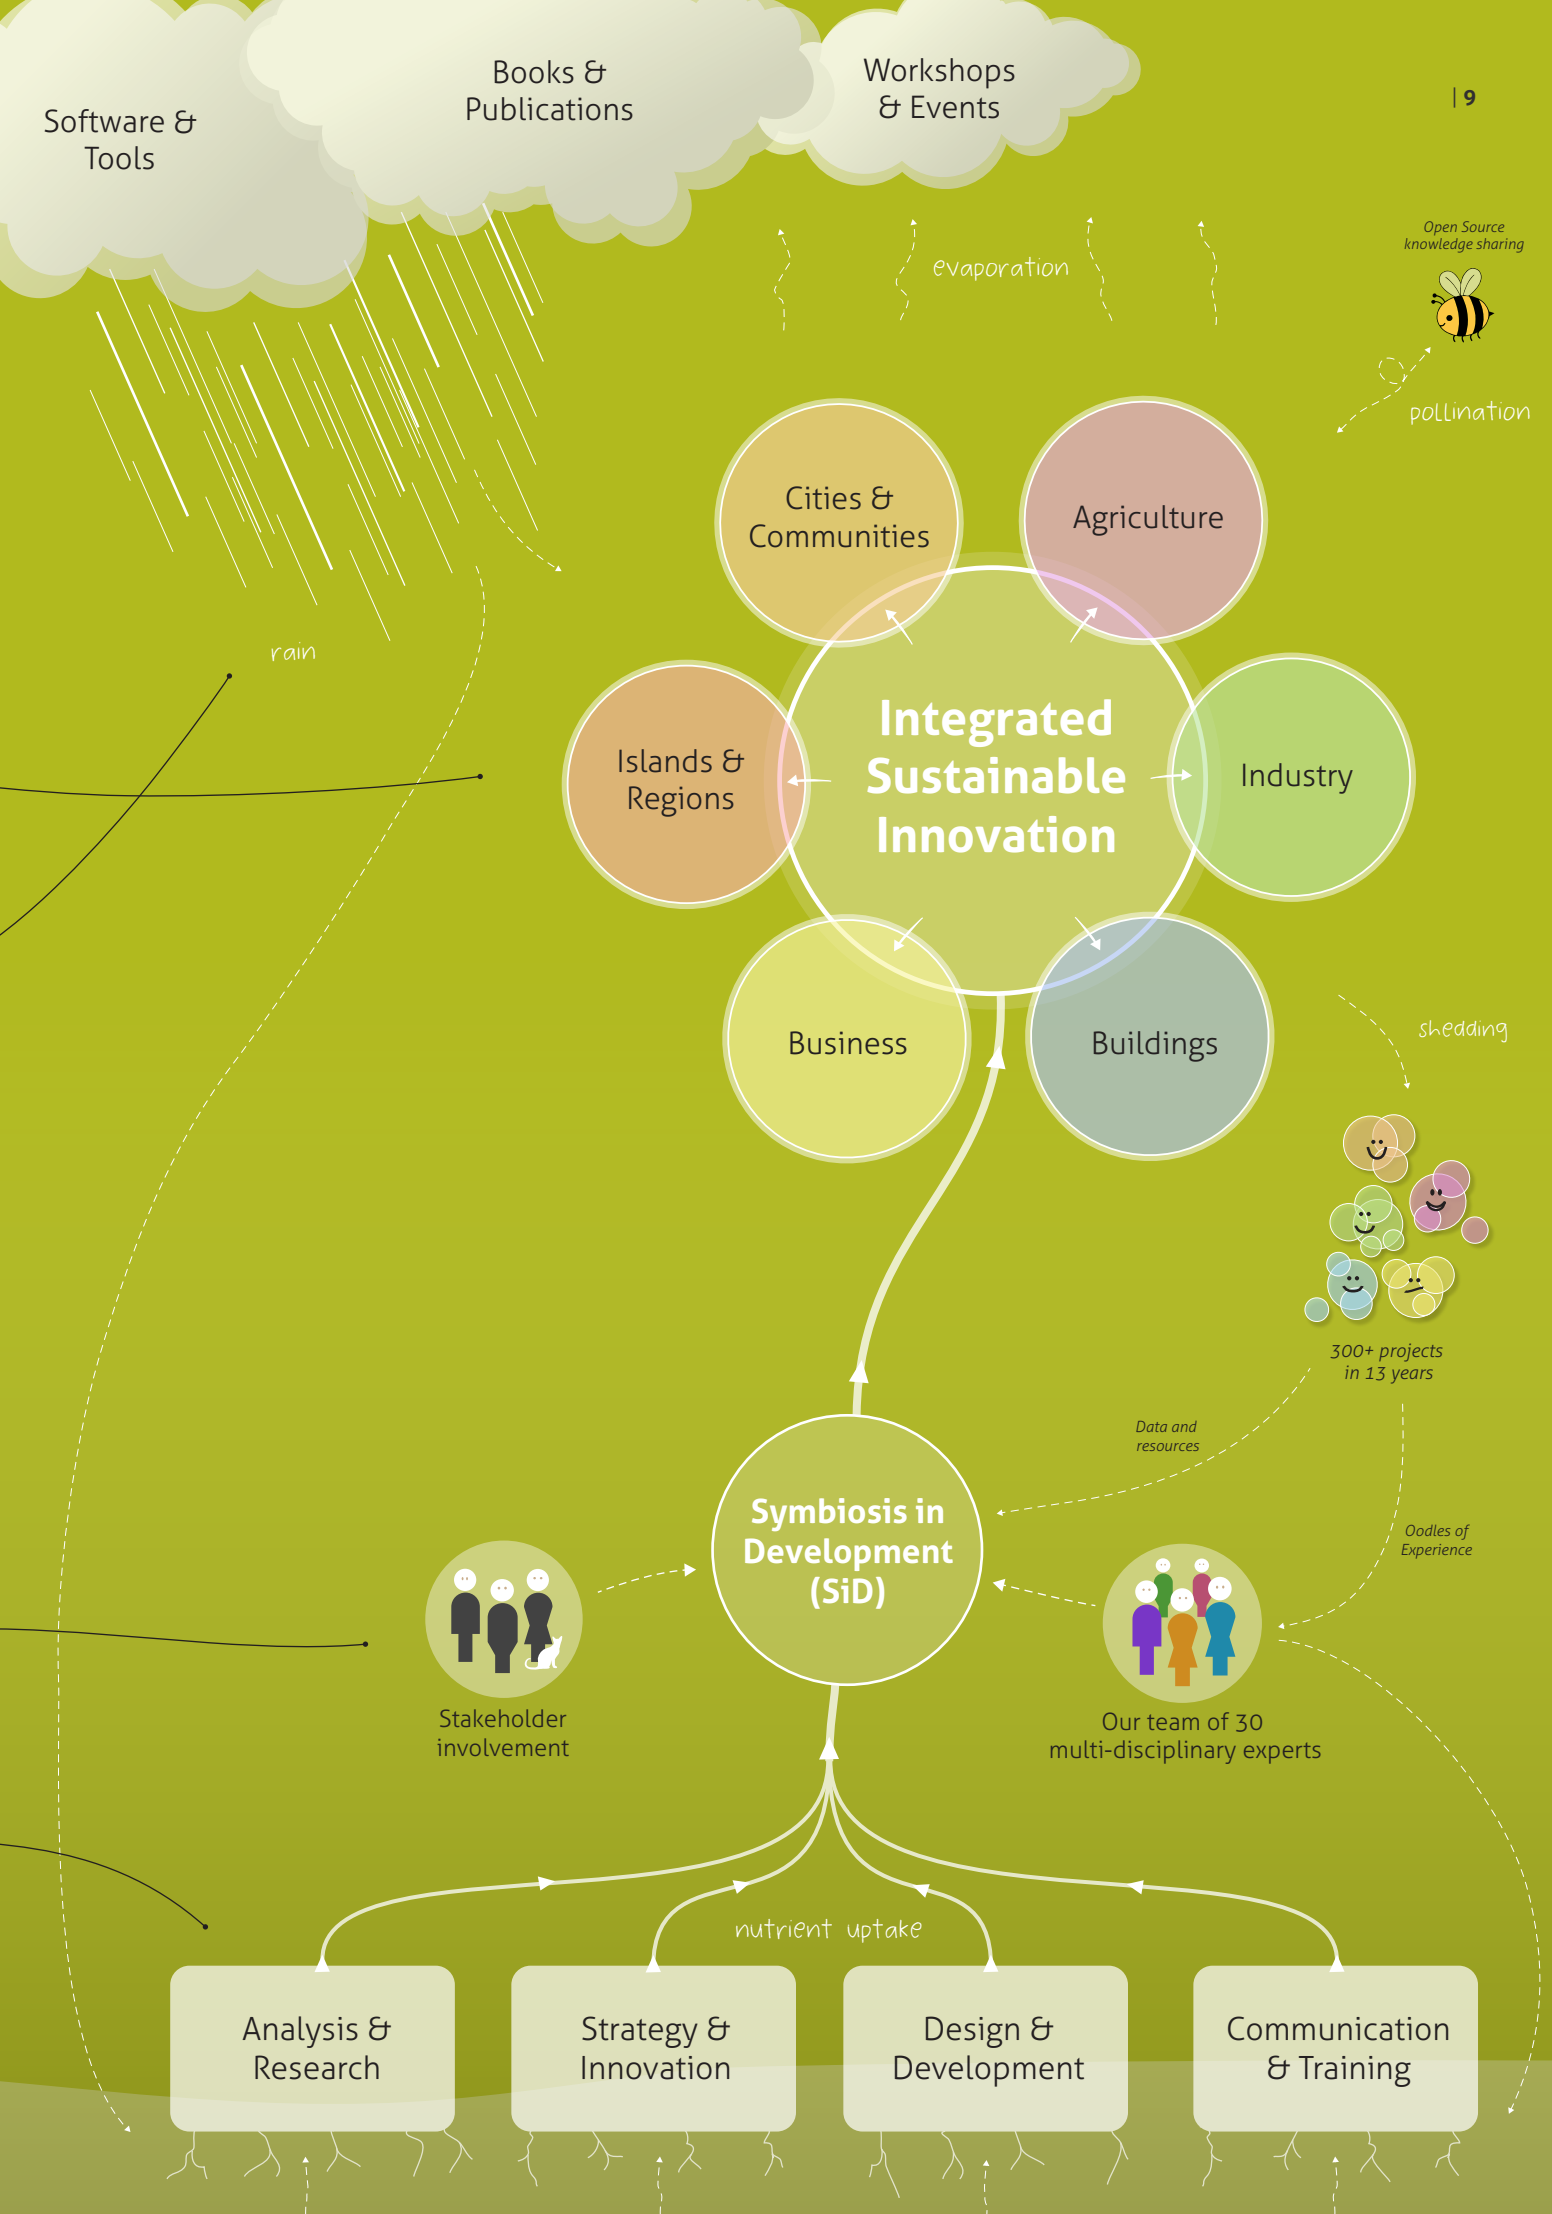 Software &
Tools
Books &
Publications
Workshops
& Events
| 9
Open Source
knowledge sharing
evaporation
pollination
rain
Cities &
Communities
Agriculture
Islands &
Regions
Integrated
Sustainable
Innovation
Industry
Business
Buildings
shedding
300+ projects
in 13 years
Data and
resources
Oodles of
Experience
Symbiosis in
Development
(SiD)
Stakeholder
involvement
Our team of 30
multi-disciplinary experts
nutrient uptake
Analysis &
Research
Strategy &
Innovation
Design &
Development
Communication
& Training